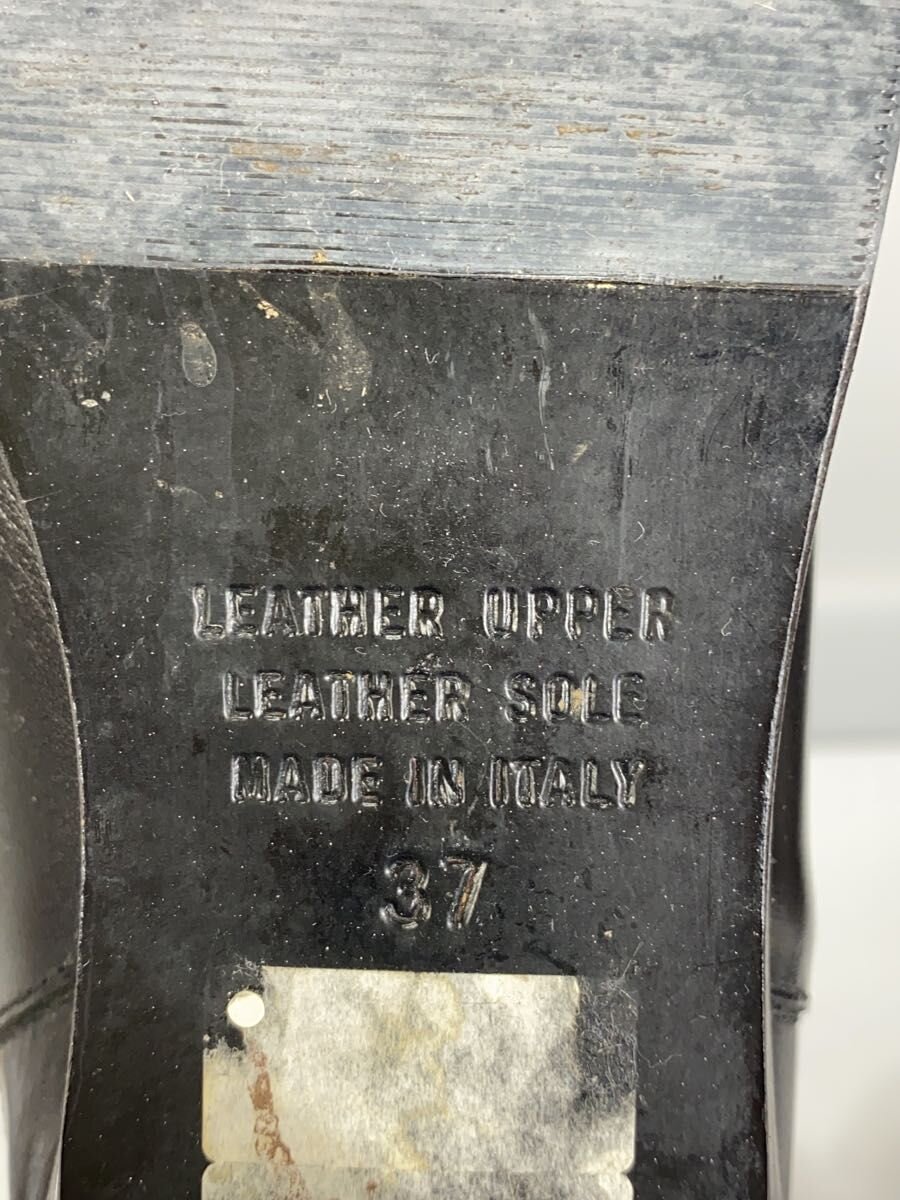 LEATHER UPPER
LEATHER SOLE
MADE IN ITALY
37